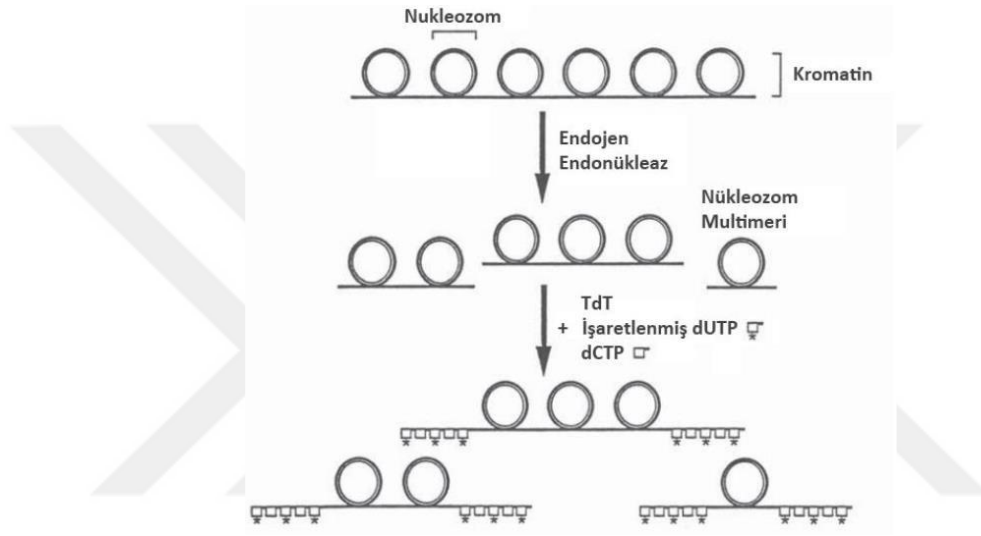 Nukleozom
Kromatin
Endojen
Endonükleaz
Nükleozom
Multimeri
TdT
+ İşaretlenmiş dUTP
*
dCTP
* * * * * *
* * * * * * * * * * * *